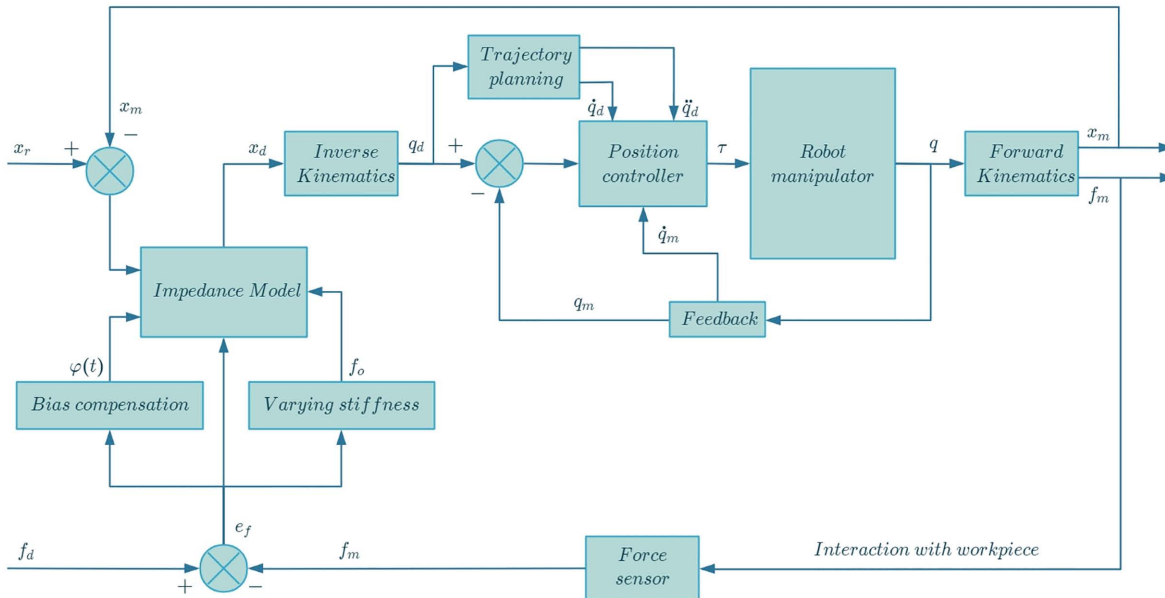 Trajectory
planning
x_m
−
q̇_d
q̈_d
x_r
+
x_d
Inverse
Kinematics
q_d
+
−
Position
controller
τ
Robot
manipulator
q
Forward
Kinematics
x_m
f_m
q̇_m
Impedance Model
q_m
Feedback
φ(t)
f_o
Bias compensation
Varying stiffness
e_f
f_d
+
−
f_m
Force
sensor
Interaction with workpiece